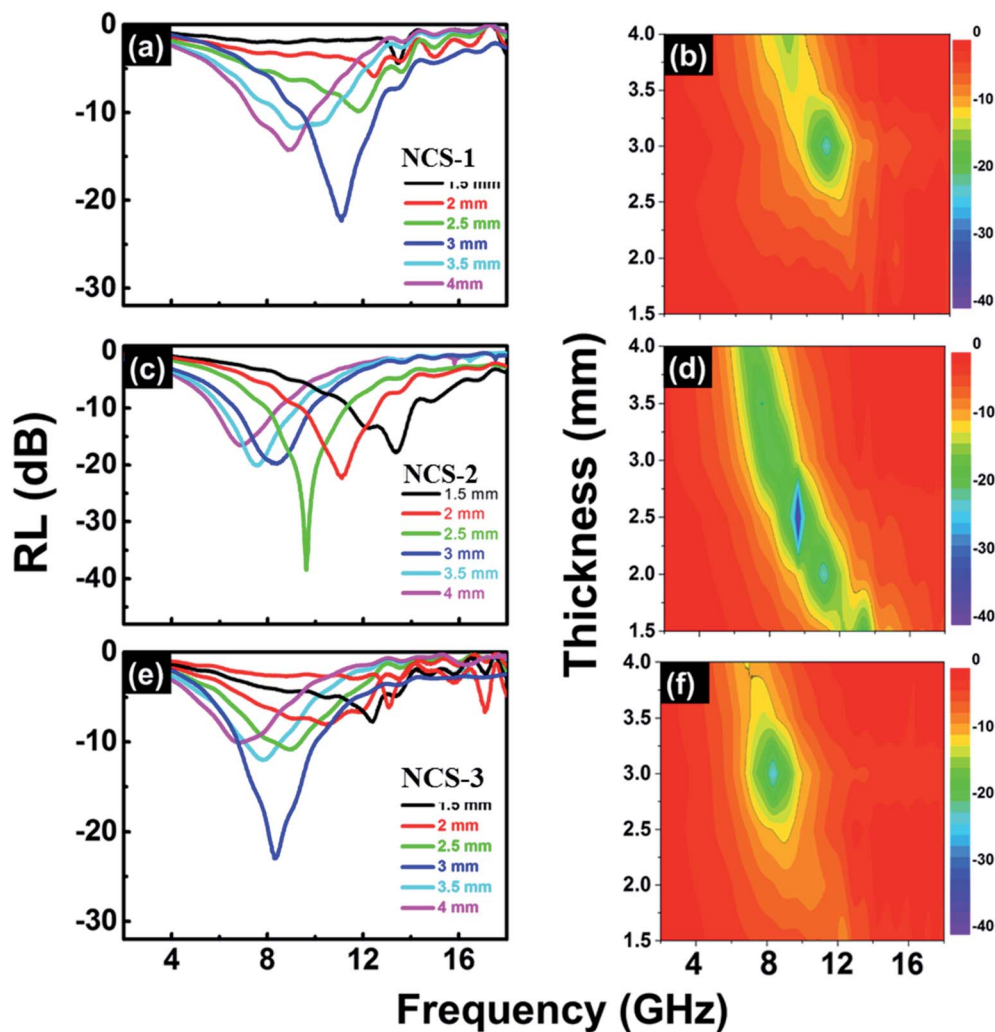 RL (dB)
Thickness (mm)
Frequency (GHz)
(a)
0
-10
-20
-30
NCS-1
1.5 mm
2 mm
2.5 mm
3 mm
3.5 mm
4mm
(b)
4.0
3.5
3.0
2.5
2.0
1.5
0
-10
-20
-30
-40
(c)
0
-10
-20
-30
-40
NCS-2
1.5 mm
2 mm
2.5 mm
3 mm
3.5 mm
4 mm
(d)
4.0
3.5
3.0
2.5
2.0
1.5
0
-10
-20
-30
-40
(e)
0
-10
-20
-30
NCS-3
1.5 mm
2 mm
2.5 mm
3 mm
3.5 mm
4 mm
4 8 12 16
(f)
4.0
3.5
3.0
2.5
2.0
1.5
0
-10
-20
-30
-40
4 8 12 16